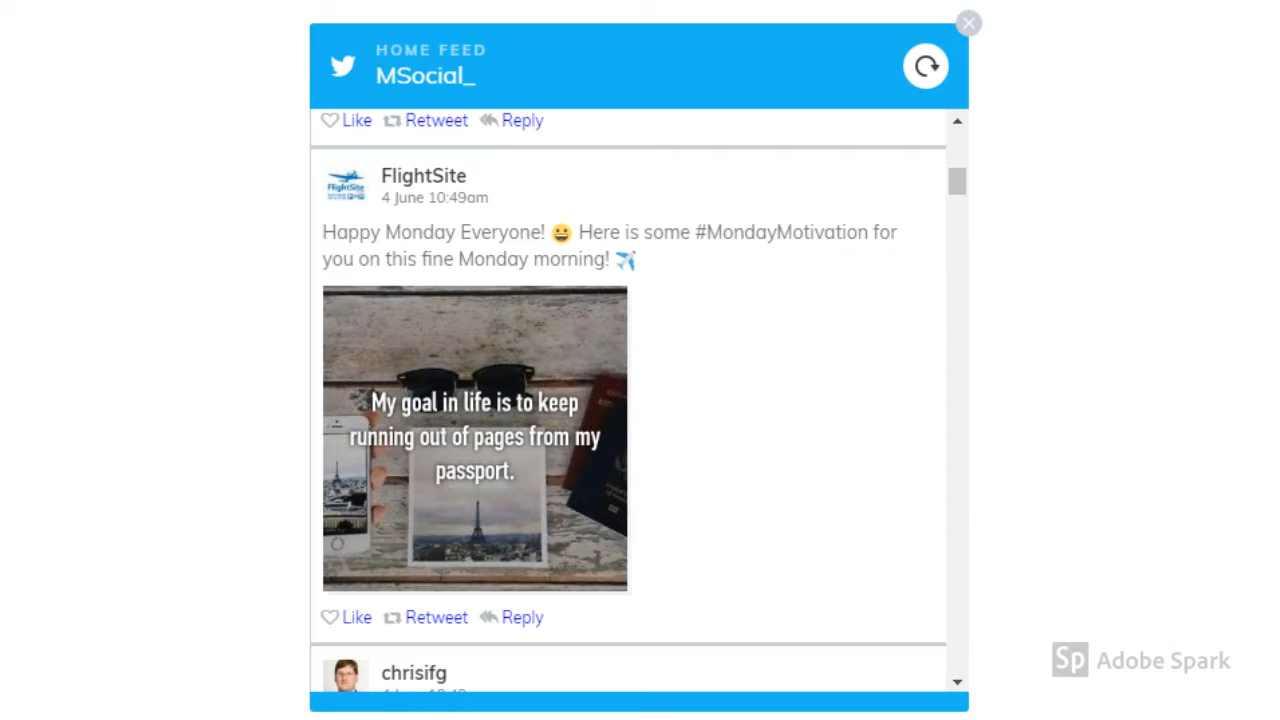 HOME FEED
MSocial_
Like Retweet Reply
FlightSite
FlightSite
4 June 10:49am
Happy Monday Everyone! 😀 Here is some #MondayMotivation for
you on this fine Monday morning! ✈️
My goal in life is to keep
running out of pages from my
passport.
Like Retweet Reply
chrisifg
Sp Adobe Spark